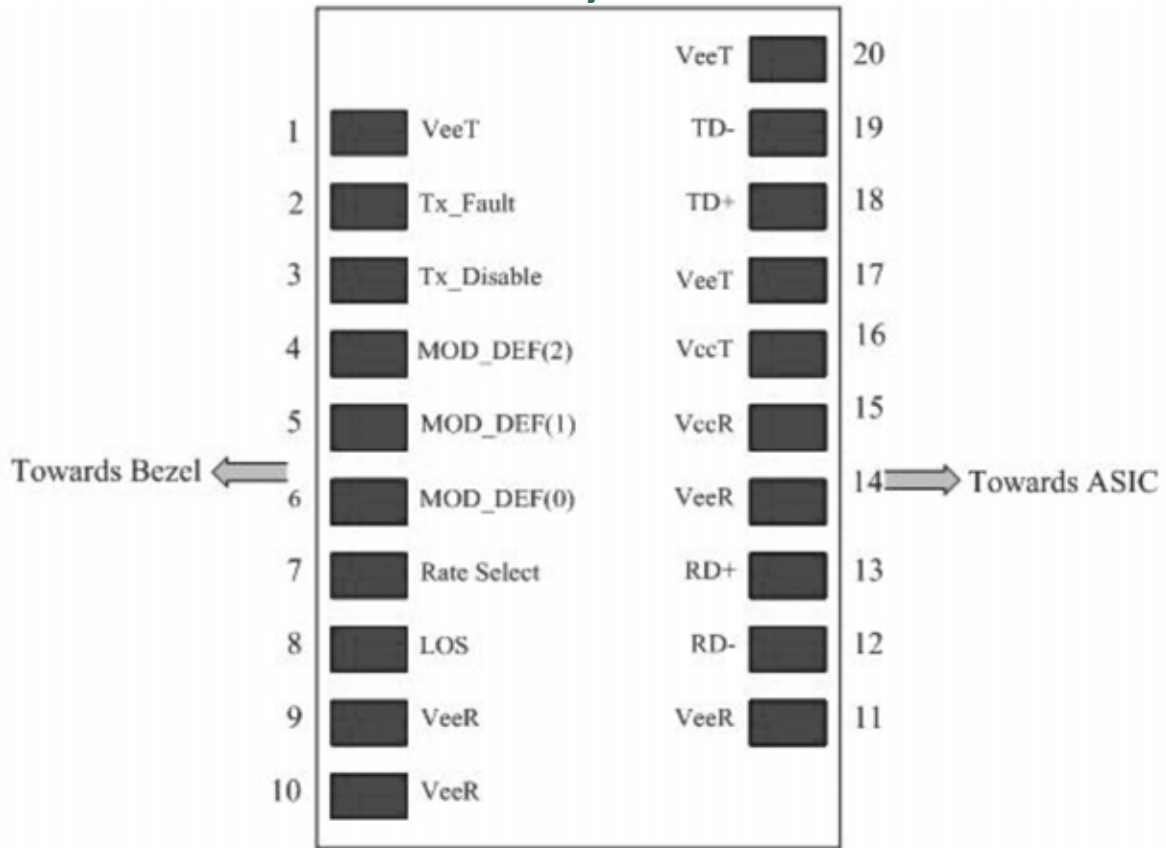 VeeT 20
1 VeeT TD- 19
2 Tx_Fault TD+ 18
3 Tx_Disable VeeT 17
4 MOD_DEF(2) VccT 16
5 MOD_DEF(1) VccR 15
Towards Bezel 6 MOD_DEF(0) VeeR 14 Towards ASIC
7 Rate Select RD+ 13
8 LOS RD- 12
9 VeeR VeeR 11
10 VeeR